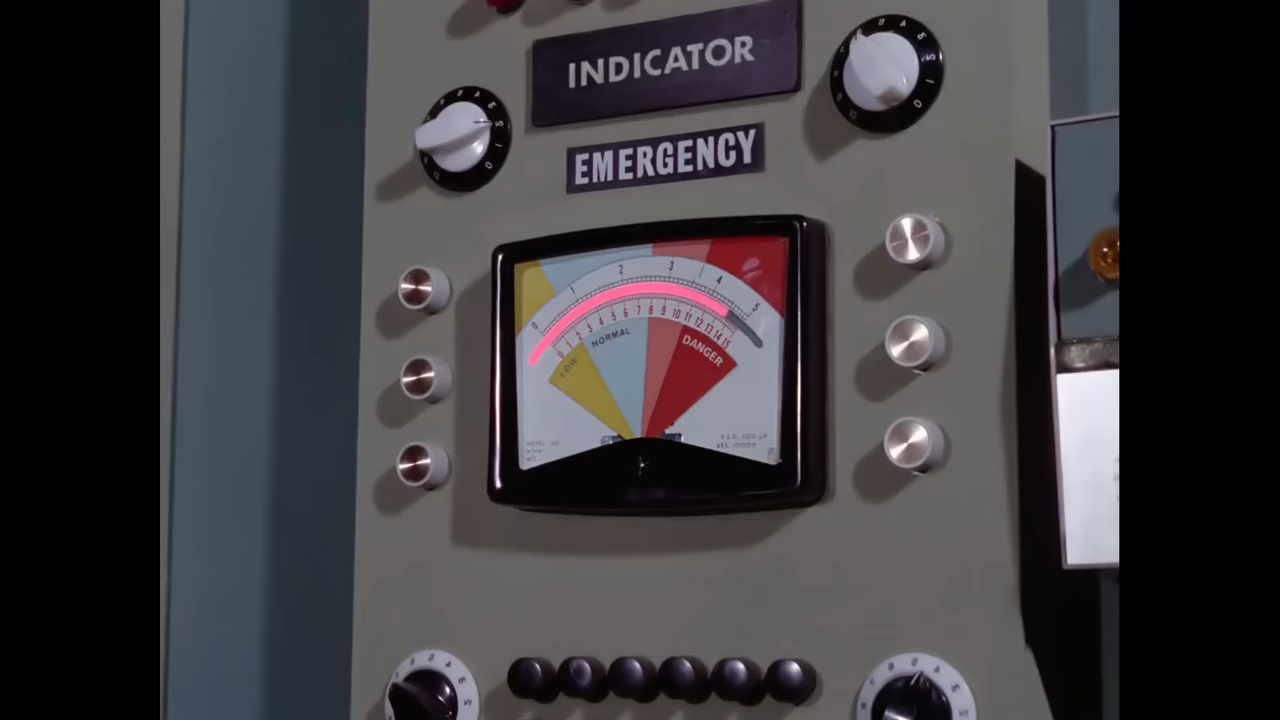 INDICATOR
EMERGENCY
0 1 2 3 4 5
0 1 2 3 4 5 6 7 8 9 10 11 12 13 14 15
LOW NORMAL DANGER